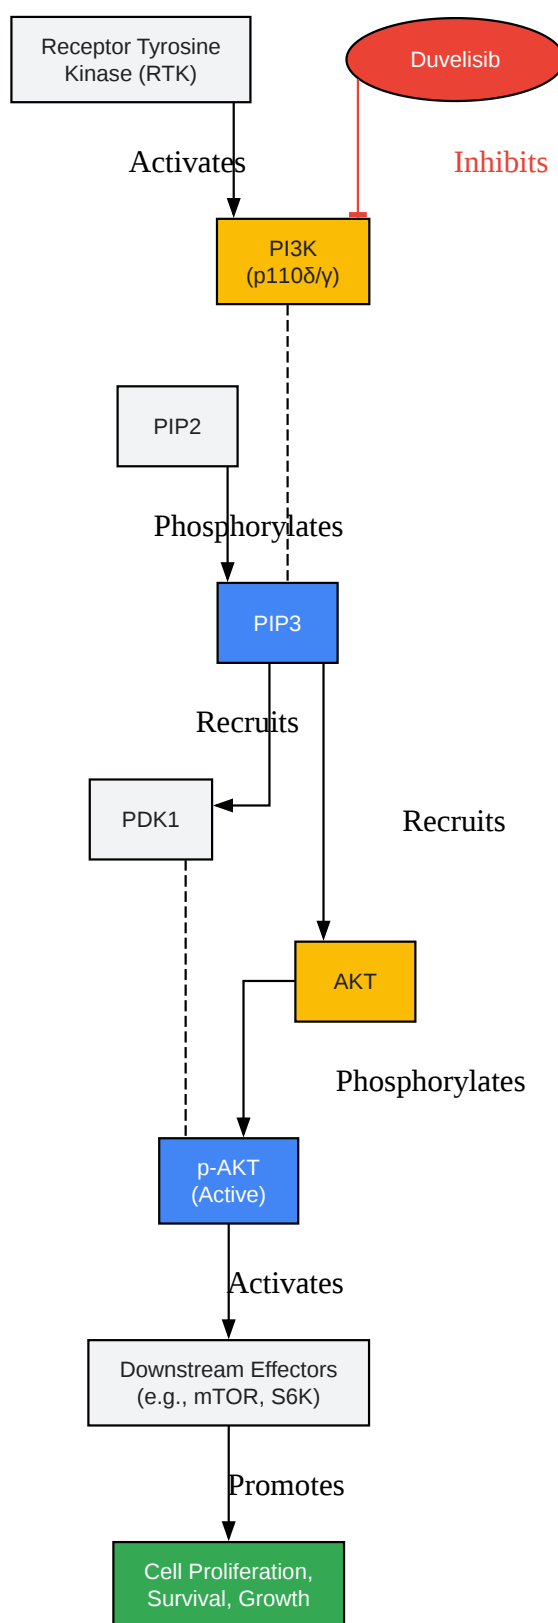 Receptor Tyrosine
Kinase (RTK)
Duvelisib
Activates
Inhibits
PI3K
(p110δ/γ)
PIP2
Phosphorylates
PIP3
Recruits
PDK1
Recruits
AKT
Phosphorylates
p-AKT
(Active)
Activates
Downstream Effectors
(e.g., mTOR, S6K)
Promotes
Cell Proliferation,
Survival, Growth